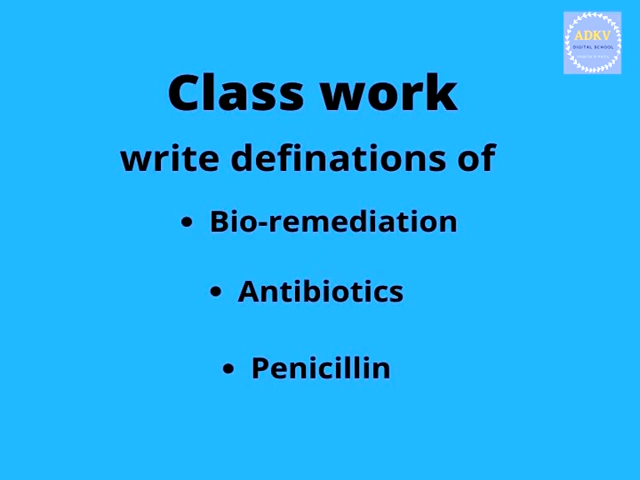 ADKV
DIGITAL SCHOOL
Class work
write definations of
• Bio-remediation
• Antibiotics
• Penicillin